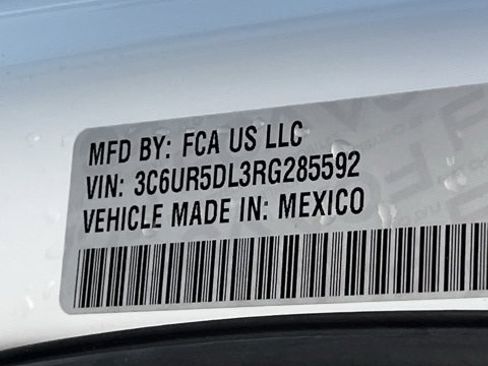 MFD BY: FCA US LLC
VIN: 3C6UR5DL3RG285592
VEHICLE MADE IN: MEXICO